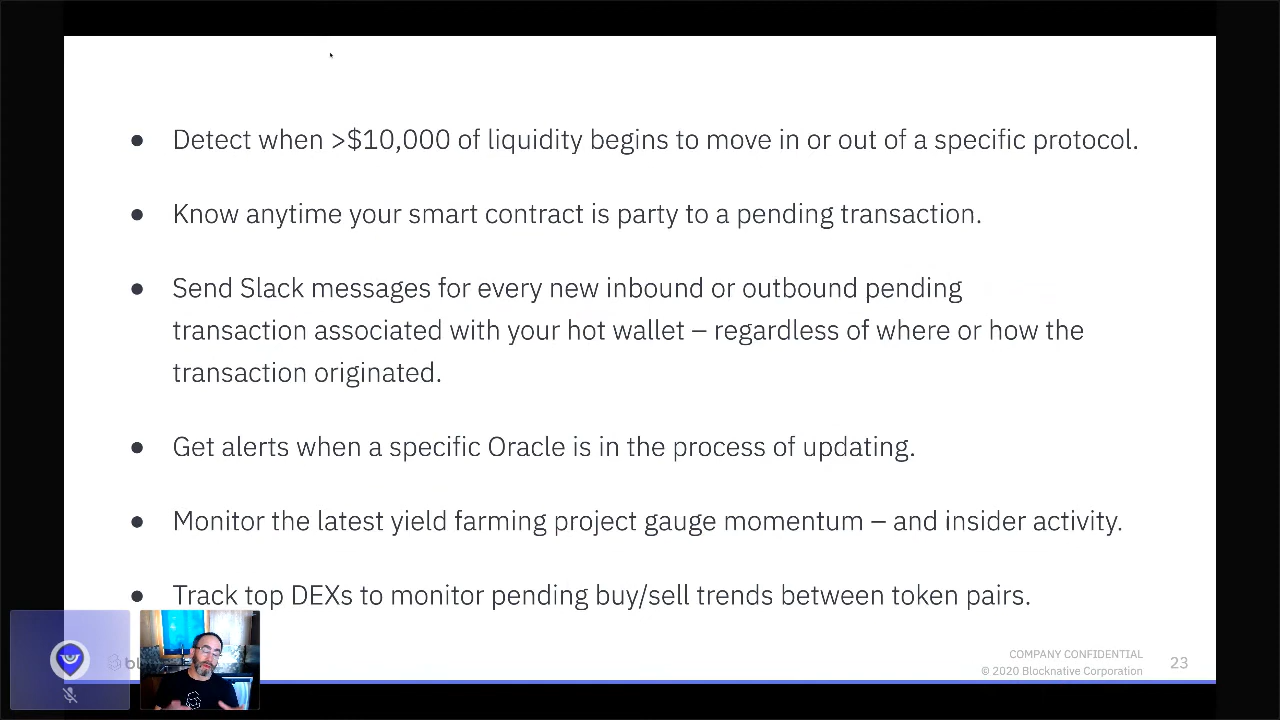 ● Detect when >$10,000 of liquidity begins to move in or out of a specific protocol.
● Know anytime your smart contract is party to a pending transaction.
● Send Slack messages for every new inbound or outbound pending
transaction associated with your hot wallet – regardless of where or how the
transaction originated.
● Get alerts when a specific Oracle is in the process of updating.
● Monitor the latest yield farming project gauge momentum – and insider activity.
● Track top DEXs to monitor pending buy/sell trends between token pairs.
COMPANY CONFIDENTIAL
© 2020 Blocknative Corporation
23